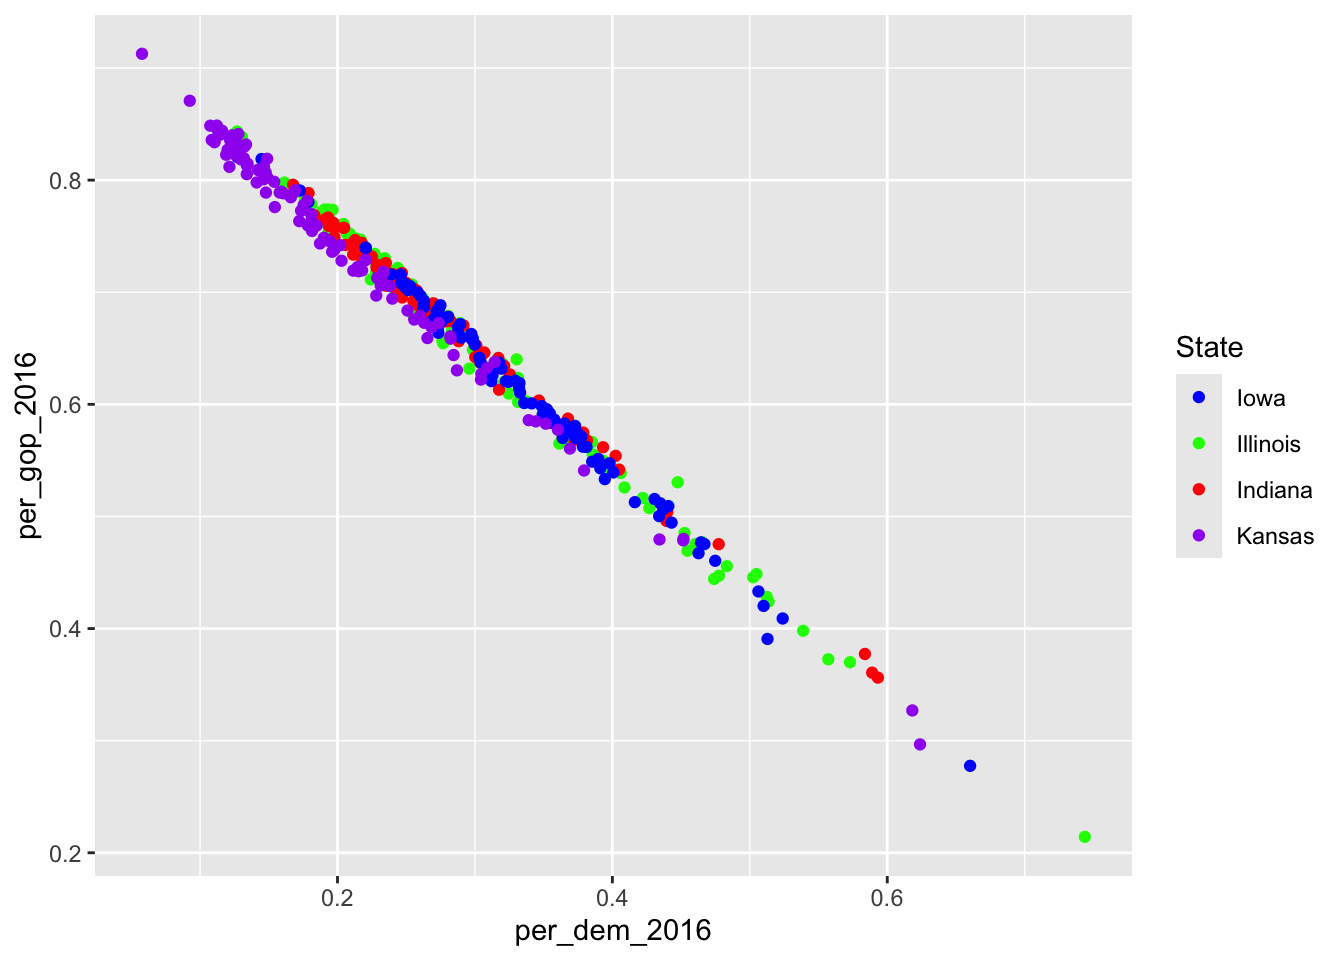 per_gop_2016
0.8
0.6
0.4
0.2
0.2
0.4
0.6
per_dem_2016
State
Iowa
Illinois
Indiana
Kansas